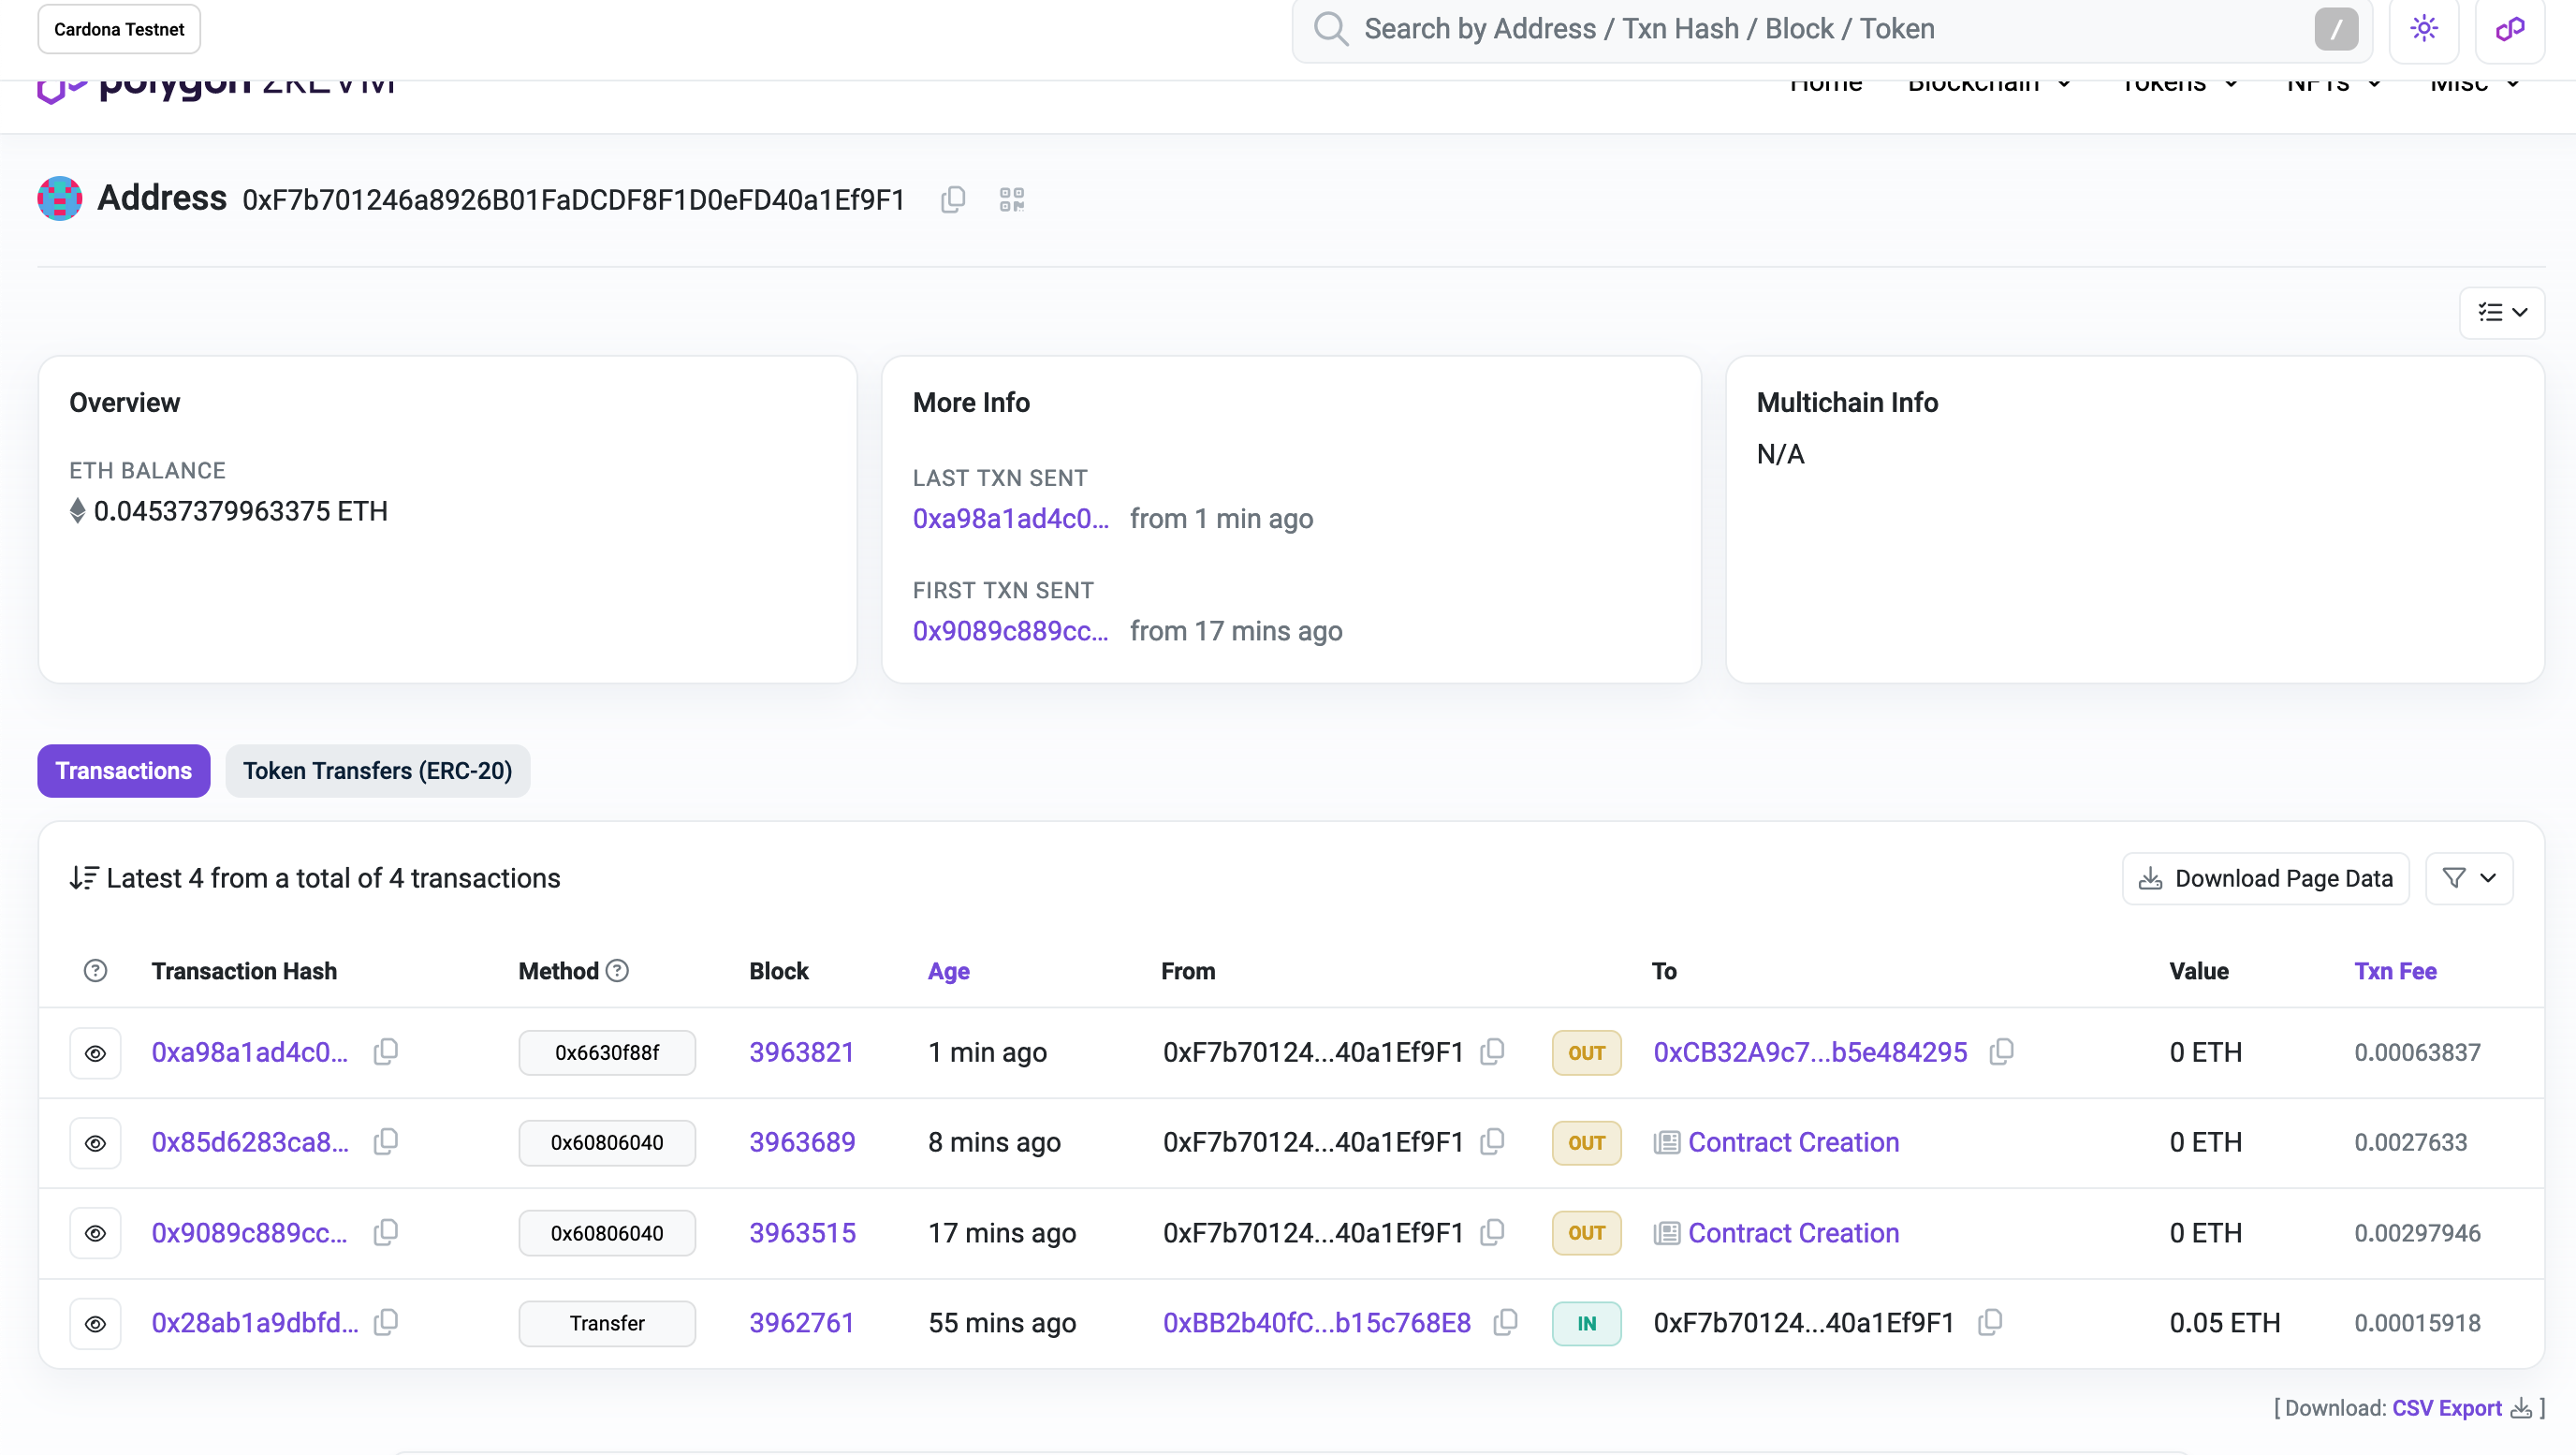 Cardona Testnet
Search by Address / Txn Hash / Block / Token
/
polygon zkEVM
Home Blockchain Tokens NFTs Misc
Address 0xF7b701246a8926B01FaDCDF8F1D0eFD40a1Ef9F1
Overview
ETH BALANCE
0.04537379963375 ETH
More Info
LAST TXN SENT
0xa98a1ad4c0... from 1 min ago
FIRST TXN SENT
0x9089c889cc... from 17 mins ago
Multichain Info
N/A
Transactions Token Transfers (ERC-20)
Latest 4 from a total of 4 transactions
Download Page Data
Transaction Hash Method Block Age From To Value Txn Fee
0xa98a1ad4c0... 0x6630f88f 3963821 1 min ago 0xF7b70124...40a1Ef9F1 OUT 0xCB32A9c7...b5e484295 0 ETH 0.00063837
0x85d6283ca8... 0x60806040 3963689 8 mins ago 0xF7b70124...40a1Ef9F1 OUT Contract Creation 0 ETH 0.0027633
0x9089c889cc... 0x60806040 3963515 17 mins ago 0xF7b70124...40a1Ef9F1 OUT Contract Creation 0 ETH 0.00297946
0x28ab1a9dbfd... Transfer 3962761 55 mins ago 0xBB2b40fC...b15c768E8 IN 0xF7b70124...40a1Ef9F1 0.05 ETH 0.00015918
[ Download: CSV Export ]